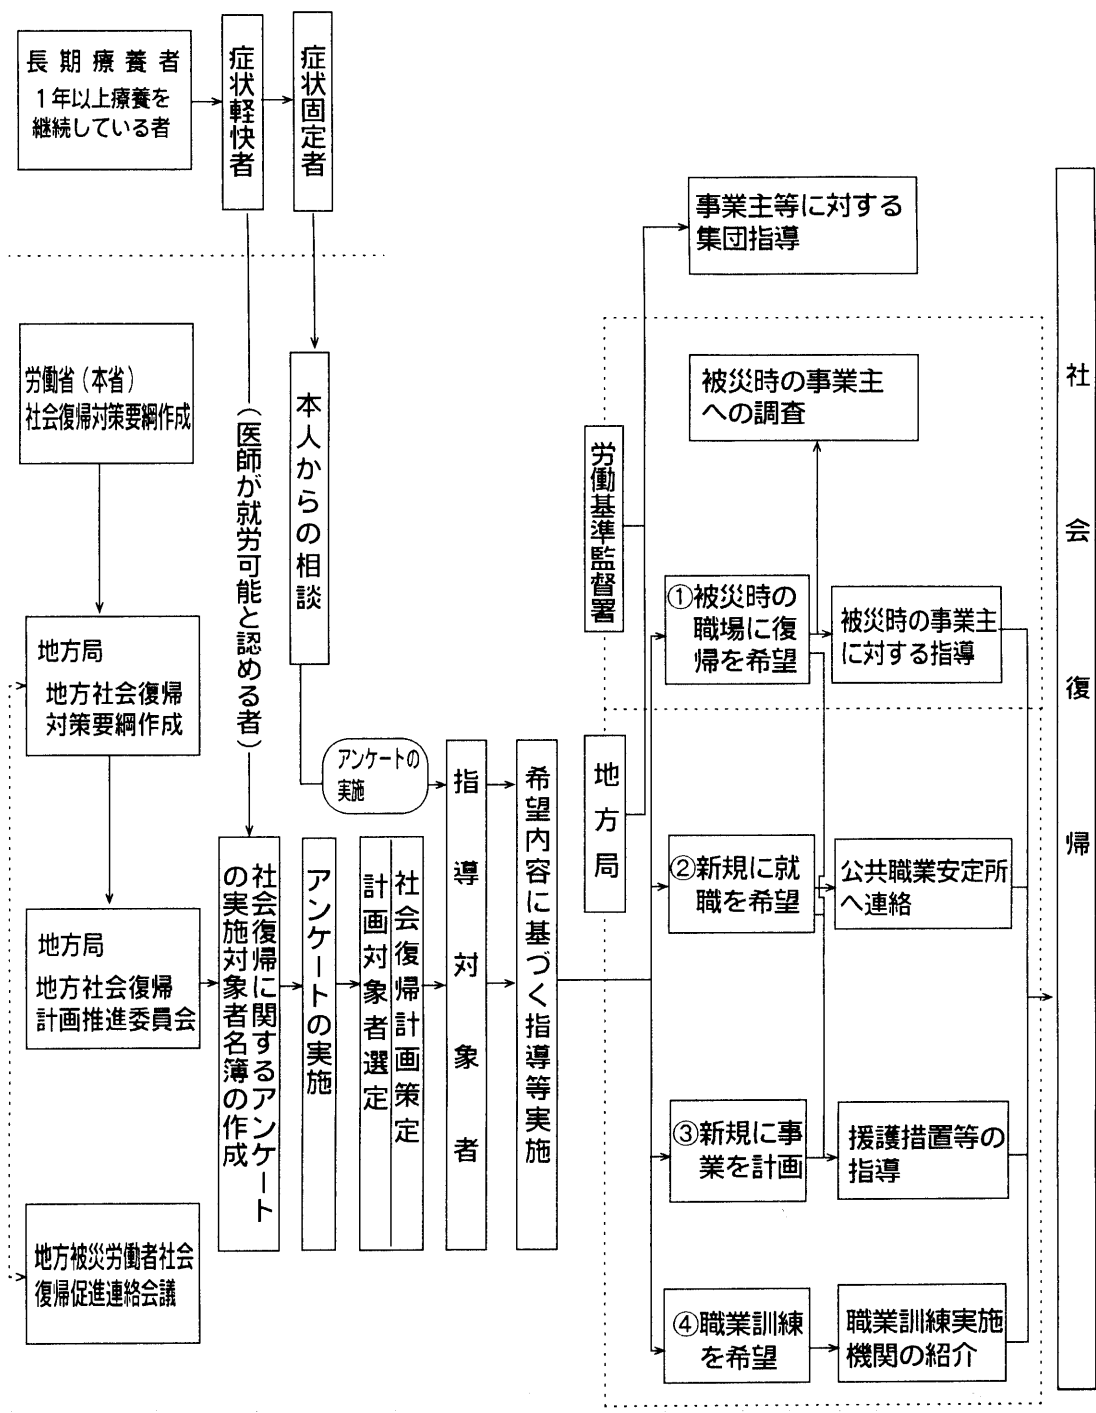 長期療養者
1年以上療養を
継続している者
症状軽快者
症状固定者
労働省（本省）
社会復帰対策要綱作成
地方局
地方社会復帰
対策要綱作成
地方局
地方社会復帰
計画推進委員会
地方被災労働者社会
復帰促進連絡会議
（医師が就労可能と認める者）
本人からの相談
アンケートの
実施
社会復帰に関するアンケート
の実施対象者名簿の作成
アンケートの実施
社会復帰計画策定
計画対象者選定
指導対象者
希望内容に基づく指導等実施
労働基準監督署
地方局
事業主等に対する
集団指導
被災時の事業主
への調査
①被災時の
職場に復
帰を希望
被災時の事業主
に対する指導
②新規に就
職を希望
公共職業安定所
へ連絡
③新規に事
業を計画
援護措置等の
指導
④職業訓練
を希望
職業訓練実施
機関の紹介
社会復帰